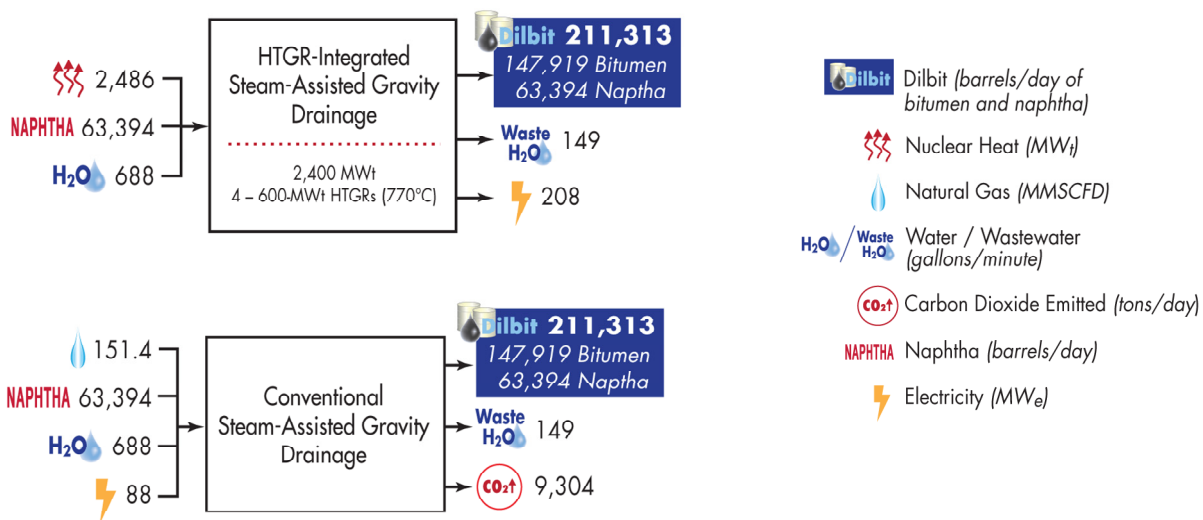 HTGR-Integrated
Steam-Assisted Gravity
Drainage
2,400 MWt
4 – 600-MWt HTGRs (770°C)
2,486
NAPHTHA 63,394
H2O 688
Dilbit 211,313
147,919 Bitumen
63,394 Naptha
Waste
H2O 149
208
Conventional
Steam-Assisted Gravity
Drainage
151.4
NAPHTHA 63,394
H2O 688
88
Dilbit 211,313
147,919 Bitumen
63,394 Naptha
Waste
H2O 149
CO2↑ 9,304
Dilbit Dilbit (barrels/day of
bitumen and naphtha)
Nuclear Heat (MWt)
Natural Gas (MMSCFD)
H2O / Waste H2O Water / Wastewater
(gallons/minute)
CO2↑ Carbon Dioxide Emitted (tons/day)
NAPHTHA Naphtha (barrels/day)
Electricity (MWe)